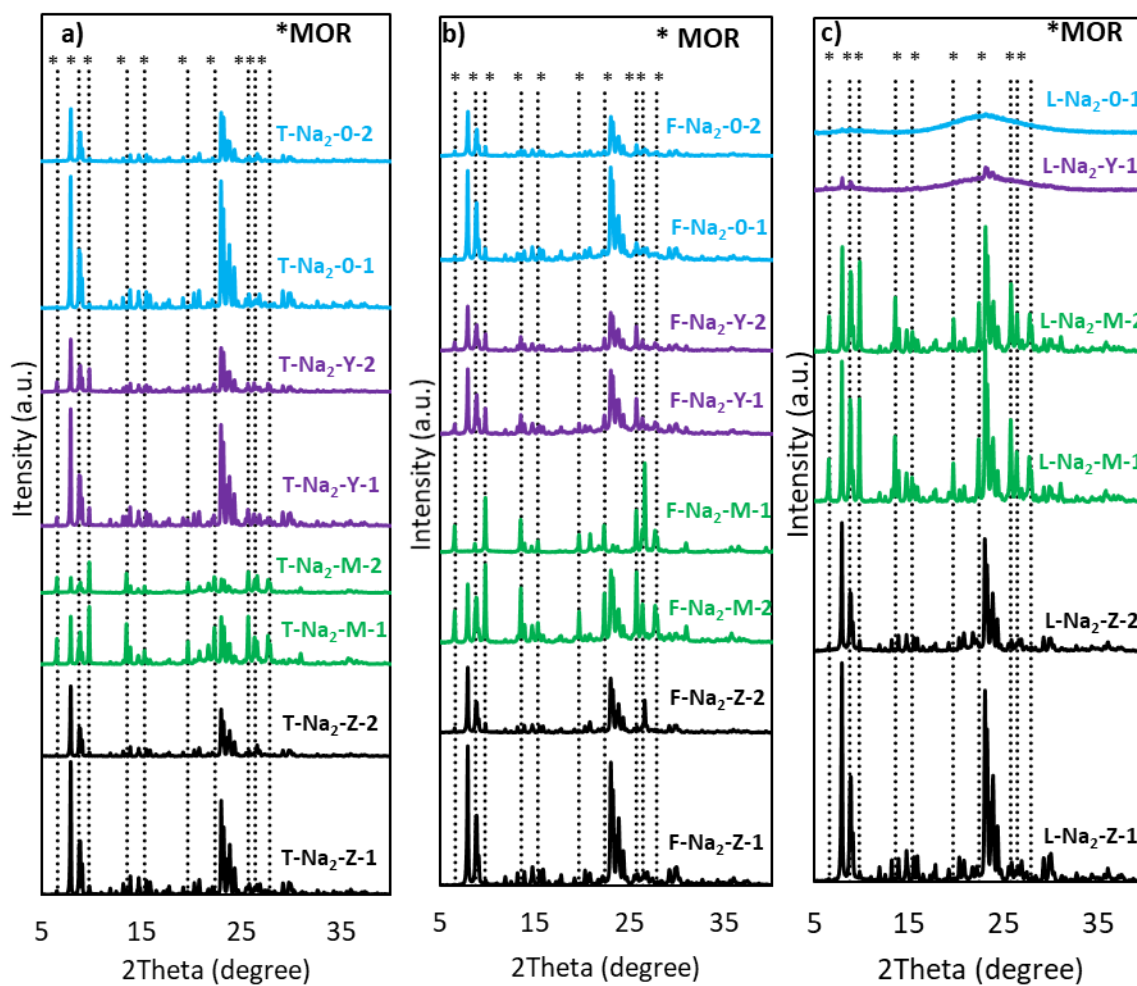 a)
*MOR
* * * * * * * * * *
T-Na₂-0-2
T-Na₂-0-1
T-Na₂-Y-2
T-Na₂-Y-1
T-Na₂-M-2
T-Na₂-M-1
T-Na₂-Z-2
T-Na₂-Z-1
Itensity (a.u.)
5 15 25 35
2Theta (degree)
b)
* MOR
* * * * * * * * * *
F-Na₂-0-2
F-Na₂-0-1
F-Na₂-Y-2
F-Na₂-Y-1
F-Na₂-M-1
F-Na₂-M-2
F-Na₂-Z-2
F-Na₂-Z-1
Intensity (a.u.)
5 15 25 35
2Theta (degree)
c)
*MOR
* * * * * * * * *
L-Na₂-0-1
L-Na₂-Y-1
L-Na₂-M-2
L-Na₂-M-1
L-Na₂-Z-2
L-Na₂-Z-1
Intensity (a.u.)
5 15 25 35
2Theta (degree)